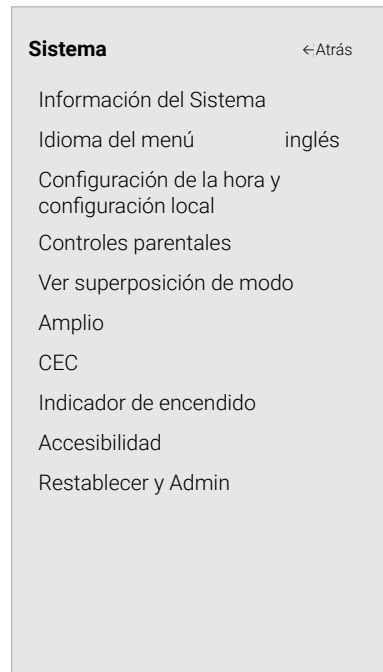 Sistema ←Atrás
Información del Sistema
Idioma del menú inglés
Configuración de la hora y
configuración local
Controles parentales
Ver superposición de modo
Amplio
CEC
Indicador de encendido
Accesibilidad
Restablecer y Admin